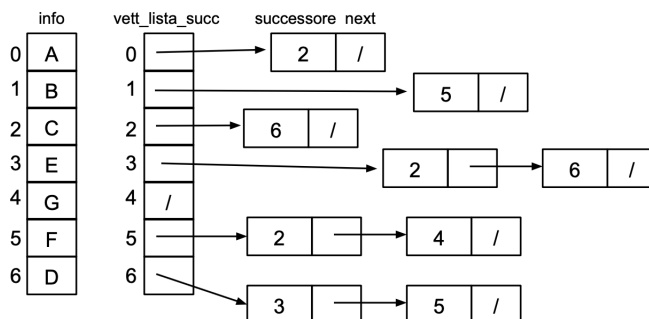 info vett_lista_succ successore next
0 A 0 2 /
1 B 1 5 /
2 C 2 6 /
3 E 3 2 6 /
4 G 4 /
5 F 5 2 4 /
6 D 6 3 5 /